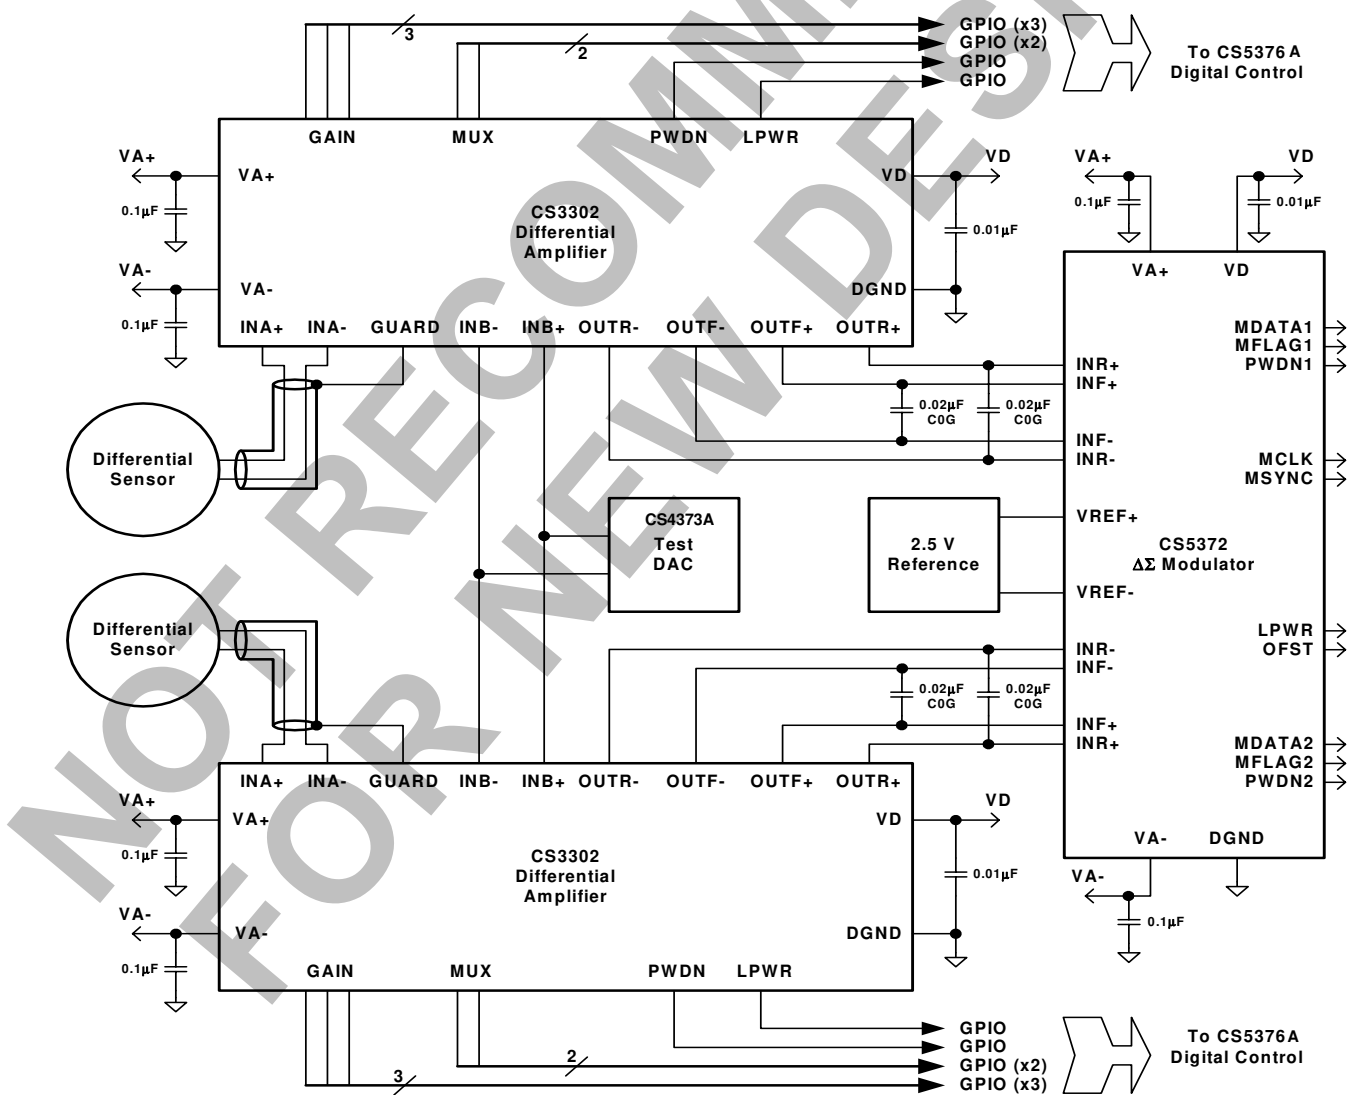 GPIO (x3)
3
GPIO (x2)
2
GPIO
GPIO
To CS5376A
Digital Control
GAIN
MUX
PWDN
LPWR
VA+
VA+
0.1µF
VD
VD
0.01µF
CS3302
Differential
Amplifier
VA-
VA-
0.1µF
DGND
INA+
INA-
GUARD
INB-
INB+
OUTR-
OUTF-
OUTF+
OUTR+
VA+
0.1µF
VD
0.01µF
VA+
VD
MDATA1
MFLAG1
PWDN1
INR+
INF+
0.02µF
C0G
0.02µF
C0G
INF-
INR-
MCLK
MSYNC
Differential
Sensor
CS4373A
Test
DAC
2.5 V
Reference
VREF+
CS5372
ΔΣ Modulator
VREF-
Differential
Sensor
LPWR
OFST
INR-
INF-
0.02µF
C0G
0.02µF
C0G
INF+
INR+
MDATA2
MFLAG2
PWDN2
VA-
DGND
VA-
0.1µF
INA+
INA-
GUARD
INB-
INB+
OUTR-
OUTF-
OUTF+
OUTR+
VA+
VA+
0.1µF
VD
VD
0.01µF
CS3302
Differential
Amplifier
VA-
VA-
0.1µF
DGND
GAIN
MUX
PWDN
LPWR
GPIO
GPIO
2
GPIO (x2)
3
GPIO (x3)
To CS5376A
Digital Control
NOT
FOR NEW